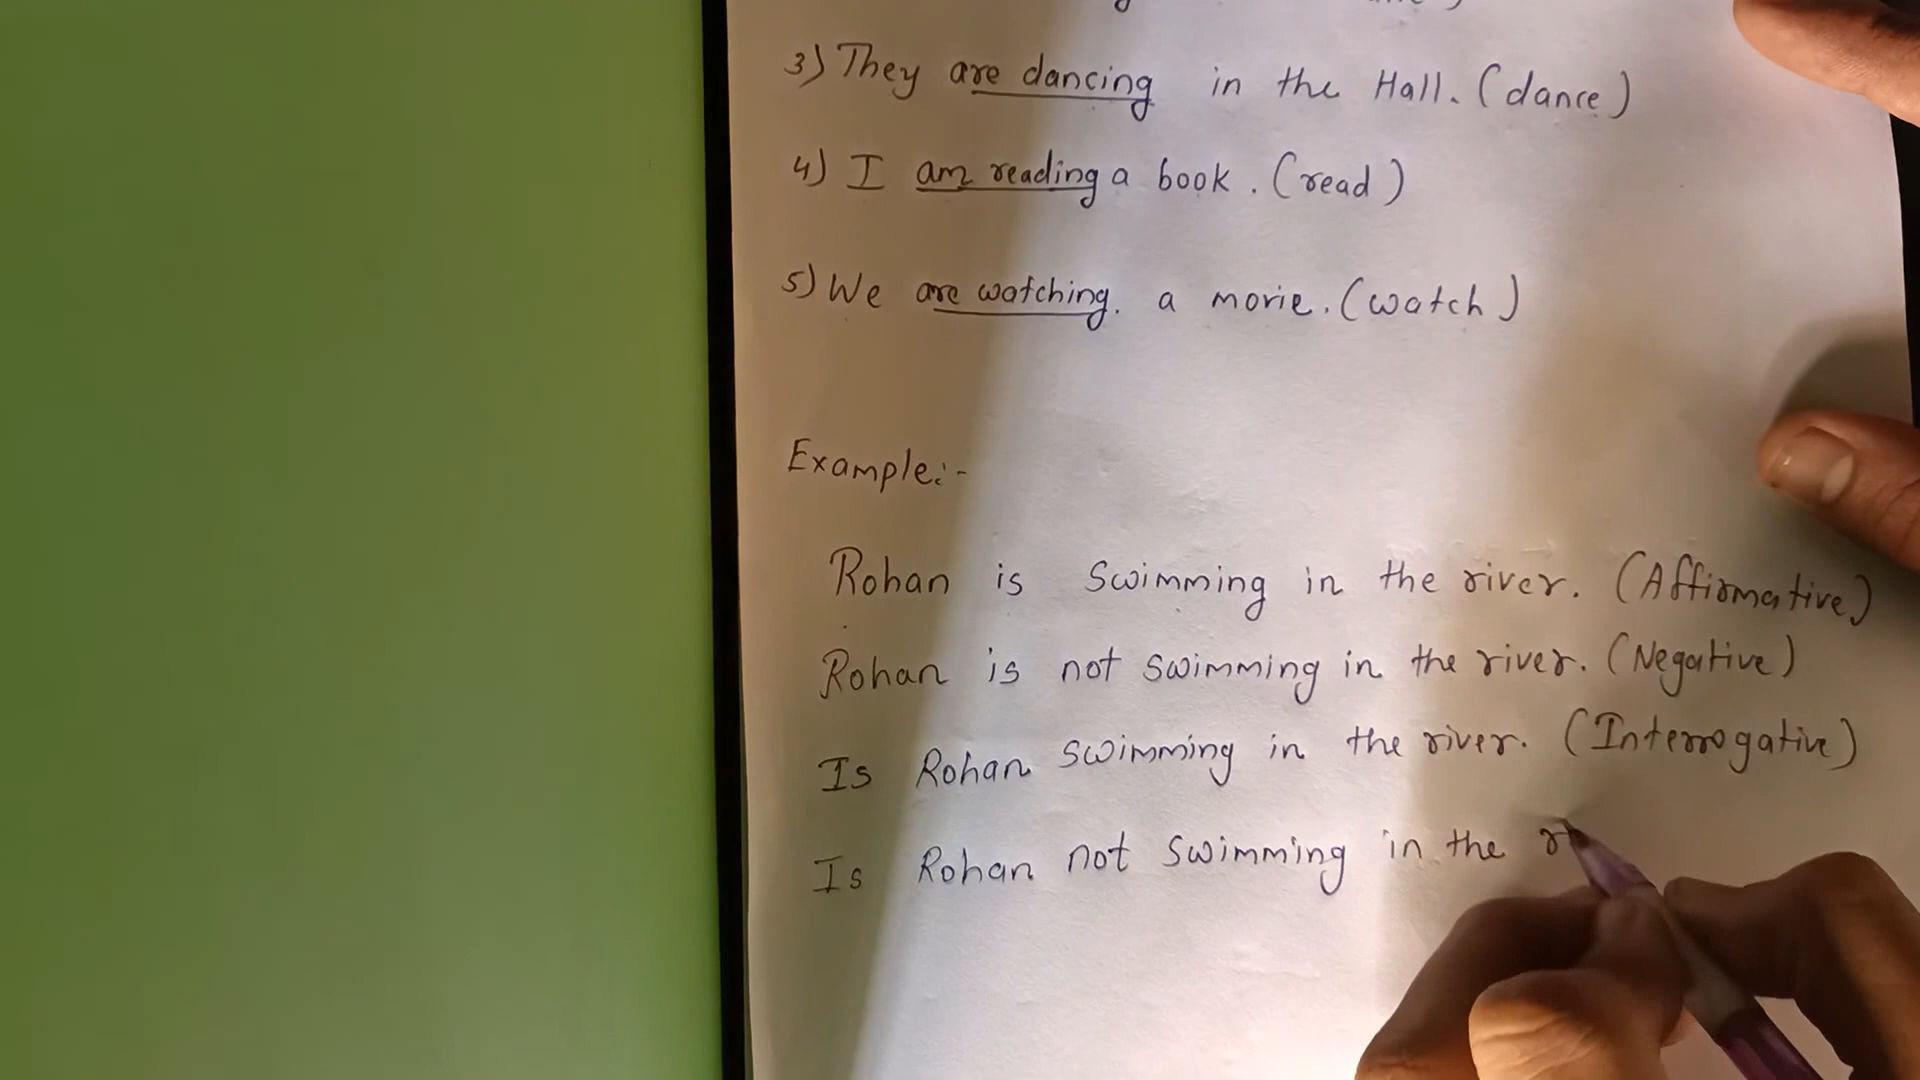 3) They are dancing in the Hall. (dance)
4) I am reading a book. (read)
5) We are watching. a movie. (watch)
Example:-
Rohan is swimming in the river. (Affirmative)
Rohan is not swimming in the river. (Negative)
Is Rohan swimming in the river. (Interrogative)
Is Rohan not swimming in the